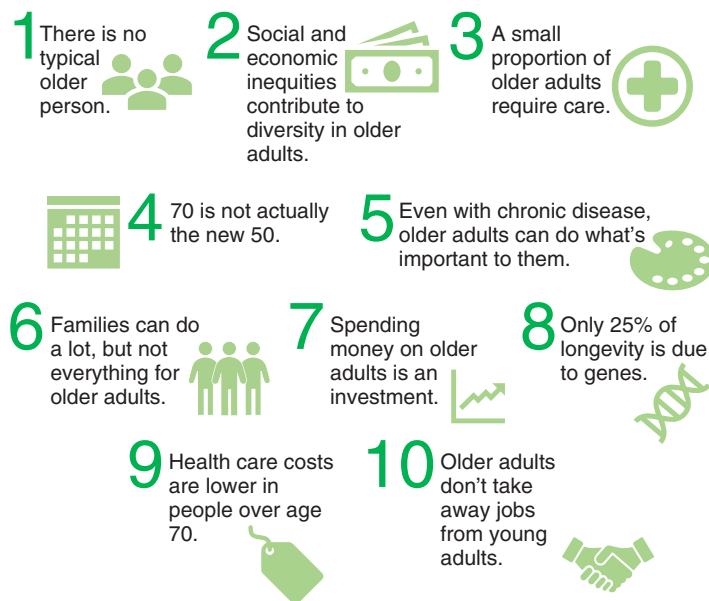 1 There is no
typical
older
person.
2 Social and
economic
inequities
contribute to
diversity in older
adults.
3 A small
proportion of
older adults
require care.
4 70 is not actually
the new 50.
5 Even with chronic disease,
older adults can do what's
important to them.
6 Families can do
a lot, but not
everything for
older adults.
7 Spending
money on older
adults is an
investment.
8 Only 25% of
longevity is due
to genes.
9 Health care costs
are lower in
people over age
70.
10 Older adults
don't take
away jobs
from young
adults.